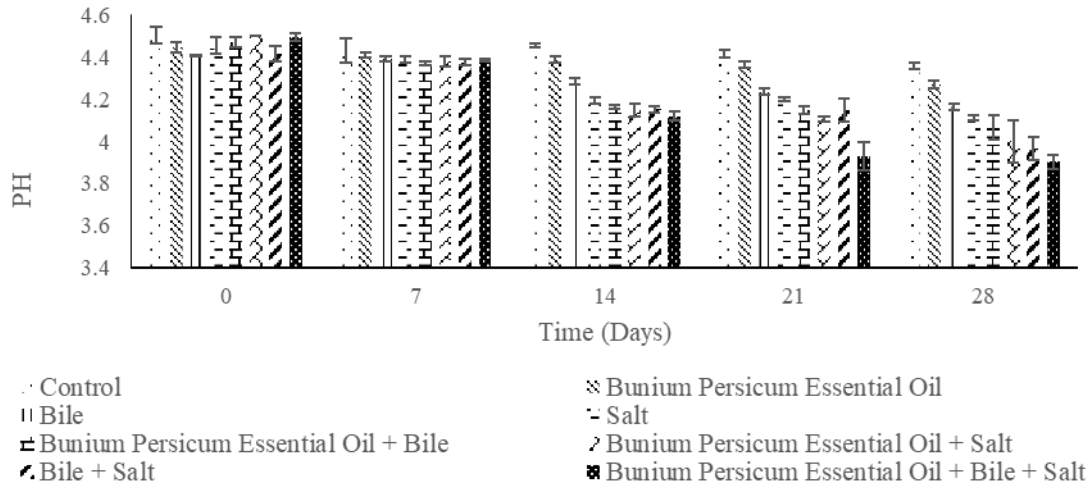 4.6
4.4
4.2
4
3.8
3.6
3.4
PH
0 7 14 21 28
Time (Days)
Control Bunium Persicum Essential Oil
Bile Salt
Bunium Persicum Essential Oil + Bile Bunium Persicum Essential Oil + Salt
Bile + Salt Bunium Persicum Essential Oil + Bile + Salt